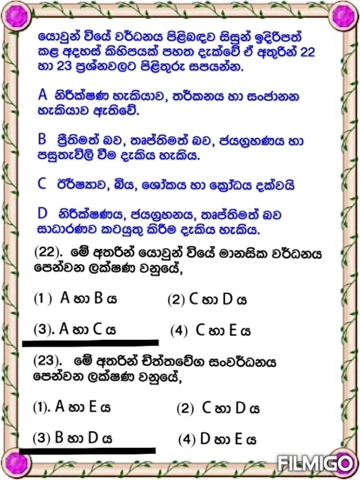 යොවුන් වියේ වර්ධනය පිළිබඳව සිසුන් ඉදිරිපත්
කළ අදහස් කිහිපයක් පහත දැක්වේ ඒ අතුරින් 22
හා 23 ප්‍රශ්නවලට පිළිතුරු සපයන්න.
A නිරීක්ෂණ හැකියාව, තර්කනය හා සංජානන
හැකියාව ඇතිවේ.
B ප්‍රීතිමත් බව, තෘප්තිමත් බව, ජයග්‍රහණය හා
පසුතැවිලි වීම දැකිය හැකිය.
C ඊර්ෂ්‍යාව, බිය, ශෝකය හා ක්‍රෝධය දක්වයි
D නිරීක්ෂණය, ජයග්‍රහනය, තෘප්තිමත් බව
සාධාරණව කටයුතු කිරීම දැකිය හැකිය.
(22). මේ අතරින් යොවුන් වියේ මානසික වර්ධනය
පෙන්වන ලක්ෂණ වනුයේ,
(1 ) A හා B ය (2) C හා D ය
(3). A හා C ය (4) C හා E ය
(23). මේ අතරින් චිත්තවේග සංවර්ධනය
පෙන්වන ලක්ෂණ වනුයේ,
(1). A හා E ය (2) C හා D ය
(3) B හා D ය (4) D හා E ය
FILMIGO